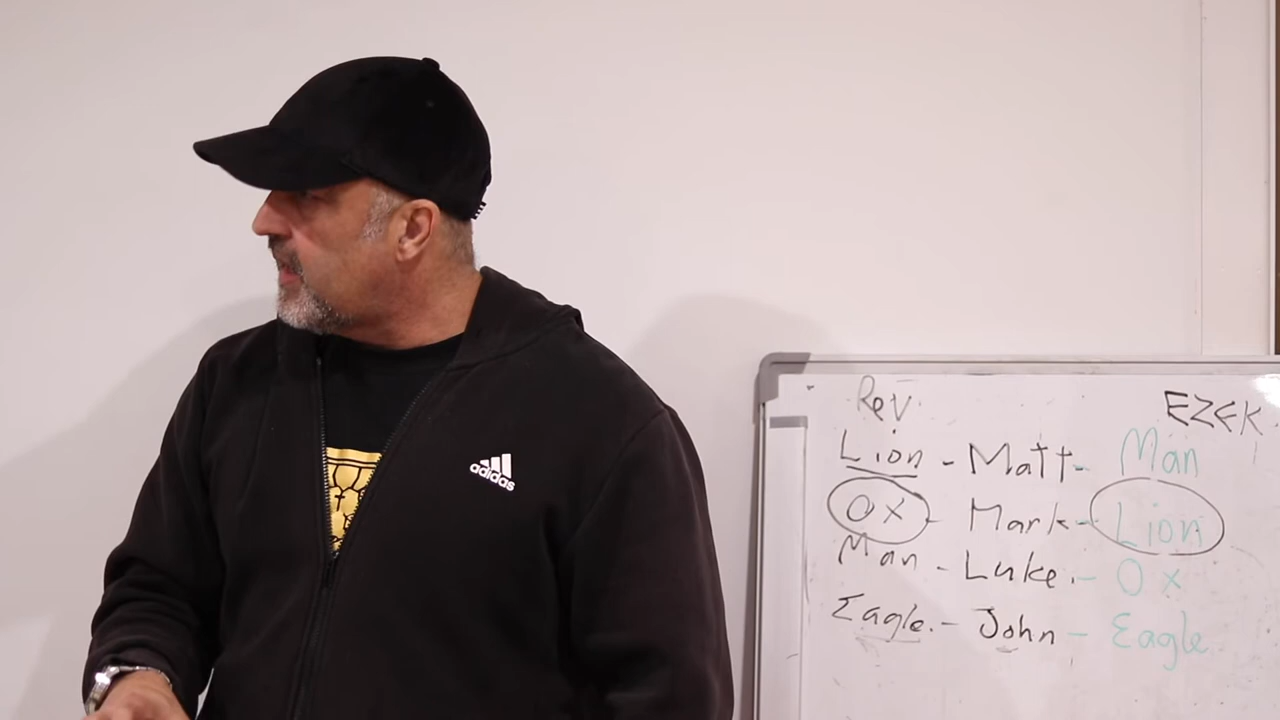 adidas
Rev. EZEK.
Lion - Matt - Man
OX - Mark - Lion
Man - Luke. - Ox
Eagle. - John - Eagle